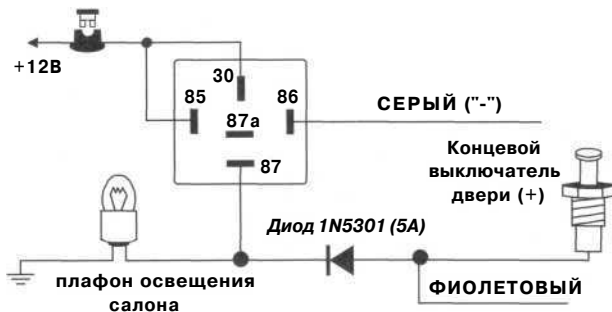 +12В
30
85
86
87а
87
СЕРЫЙ ("-")
Концевой
выключатель
двери (+)
Диод 1N5301 (5А)
плафон освещения
салона
ФИОЛЕТОВЫЙ